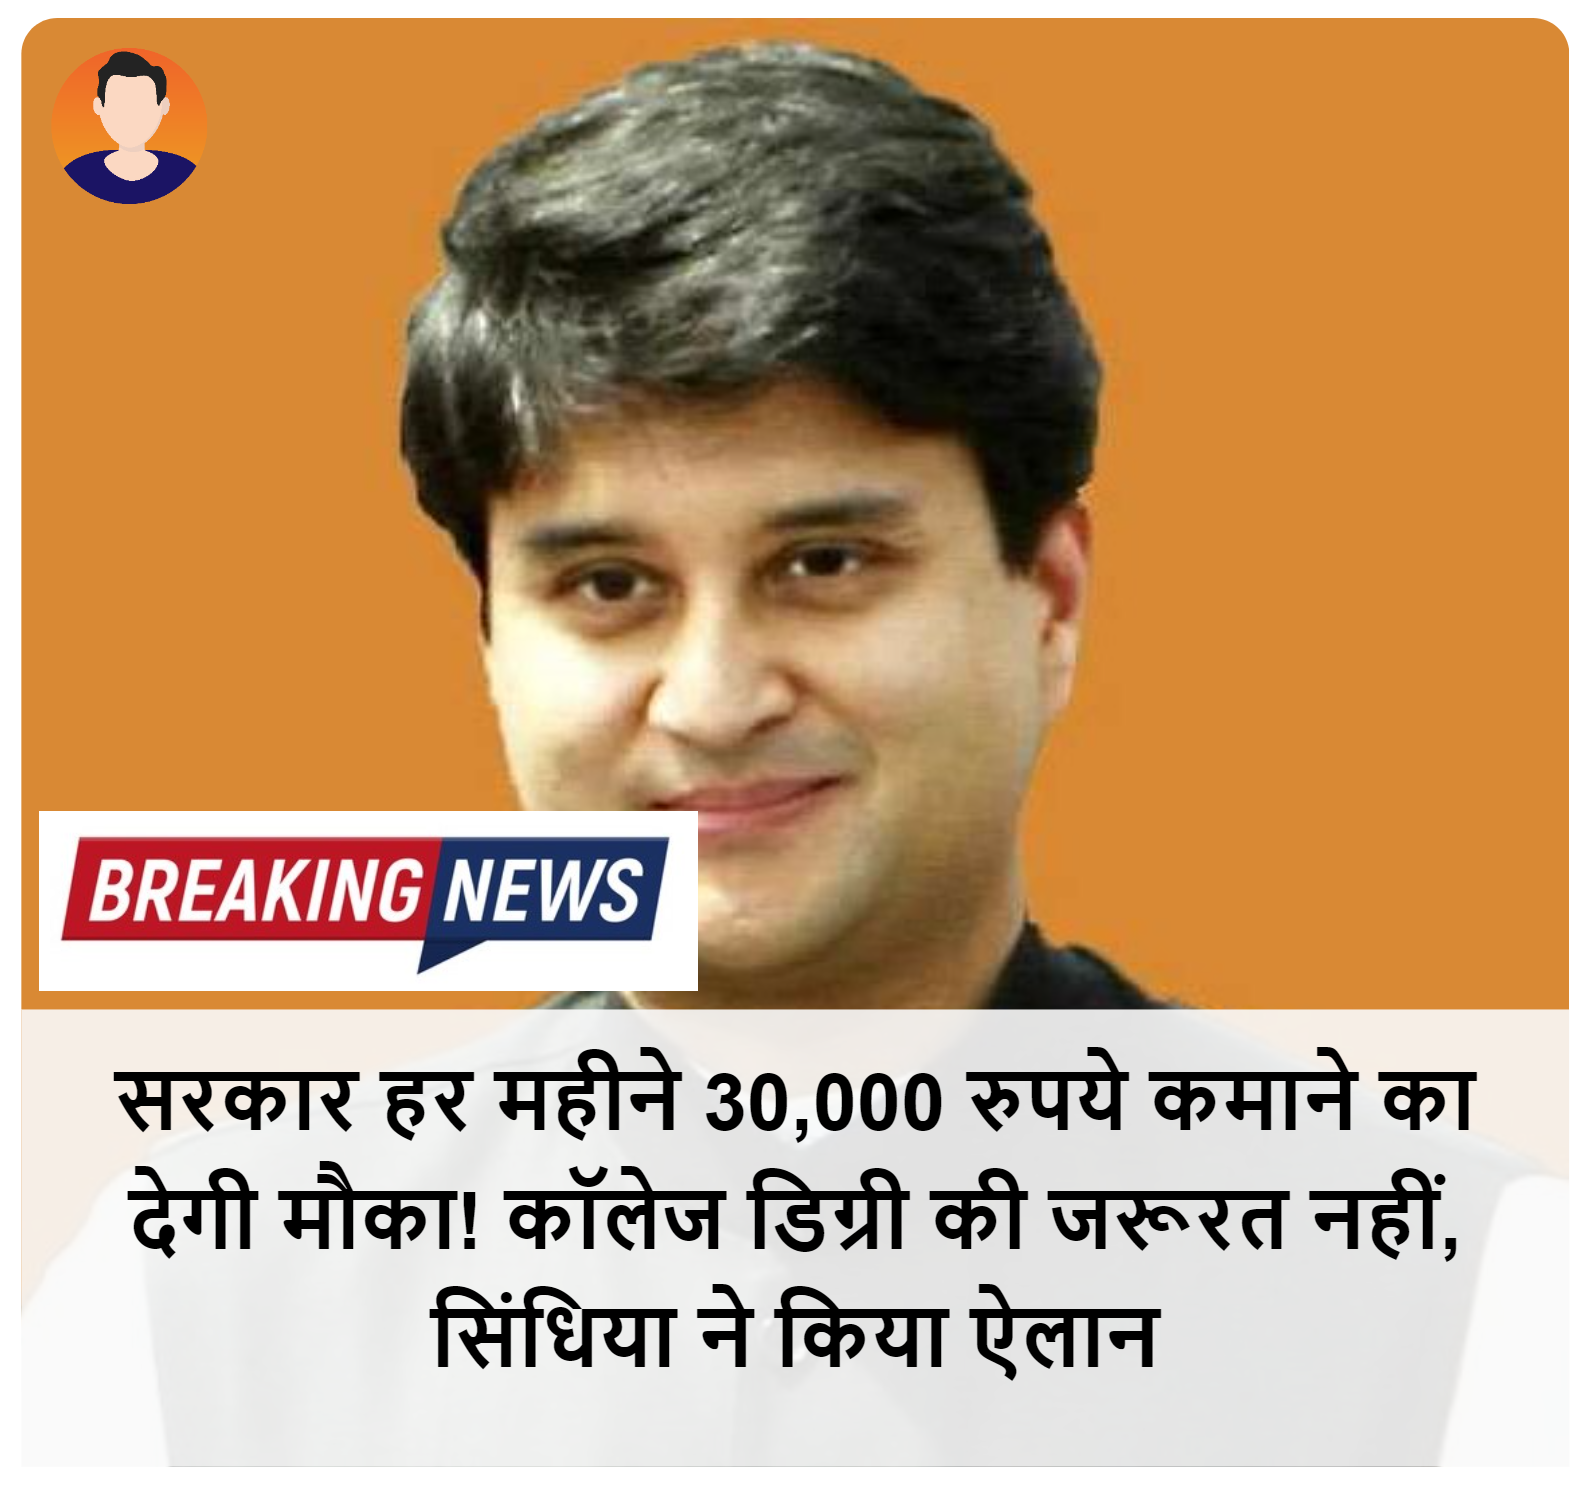 BREAKING NEWS
सरकार हर महीने 30,000 रुपये कमाने का
देगी मौका! कॉलेज डिग्री की जरूरत नहीं,
सिंधिया ने किया ऐलान